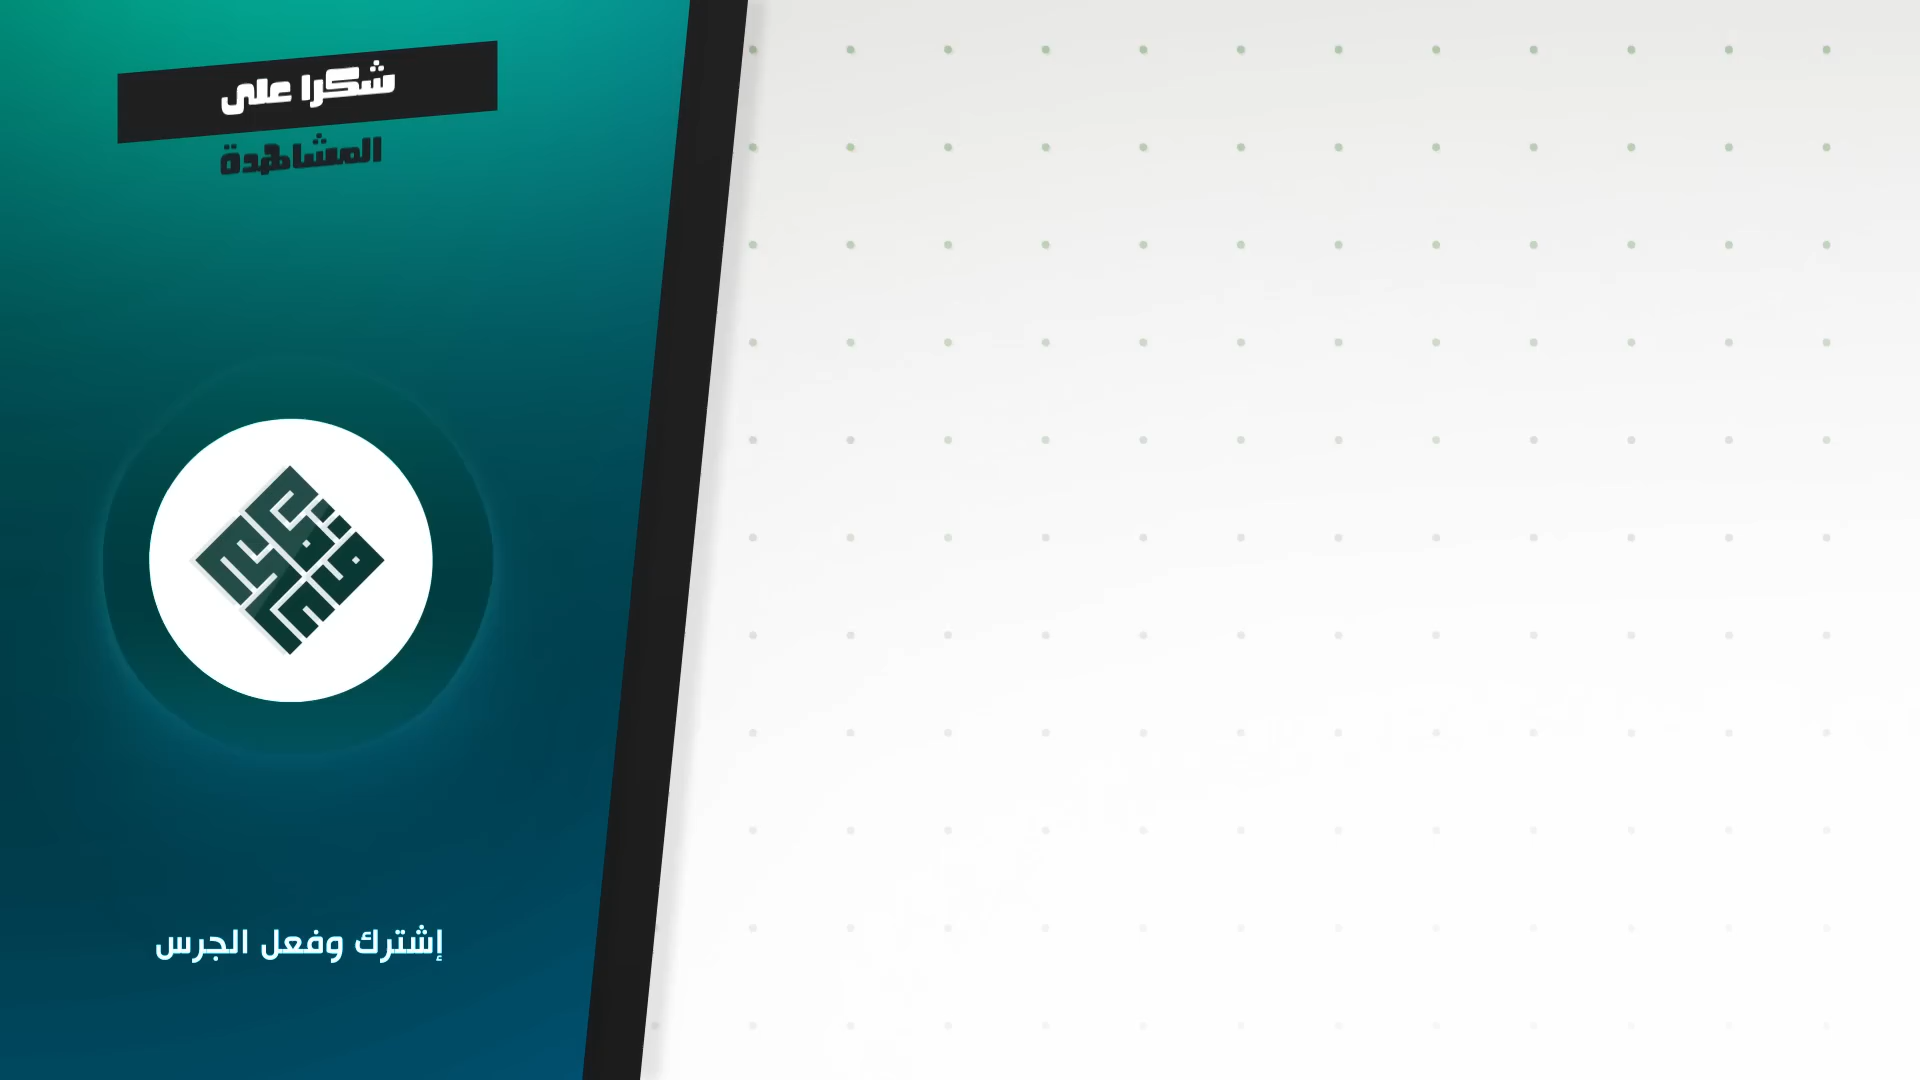 شكرا على
المشاهدة
إشترك وفعل الجرس